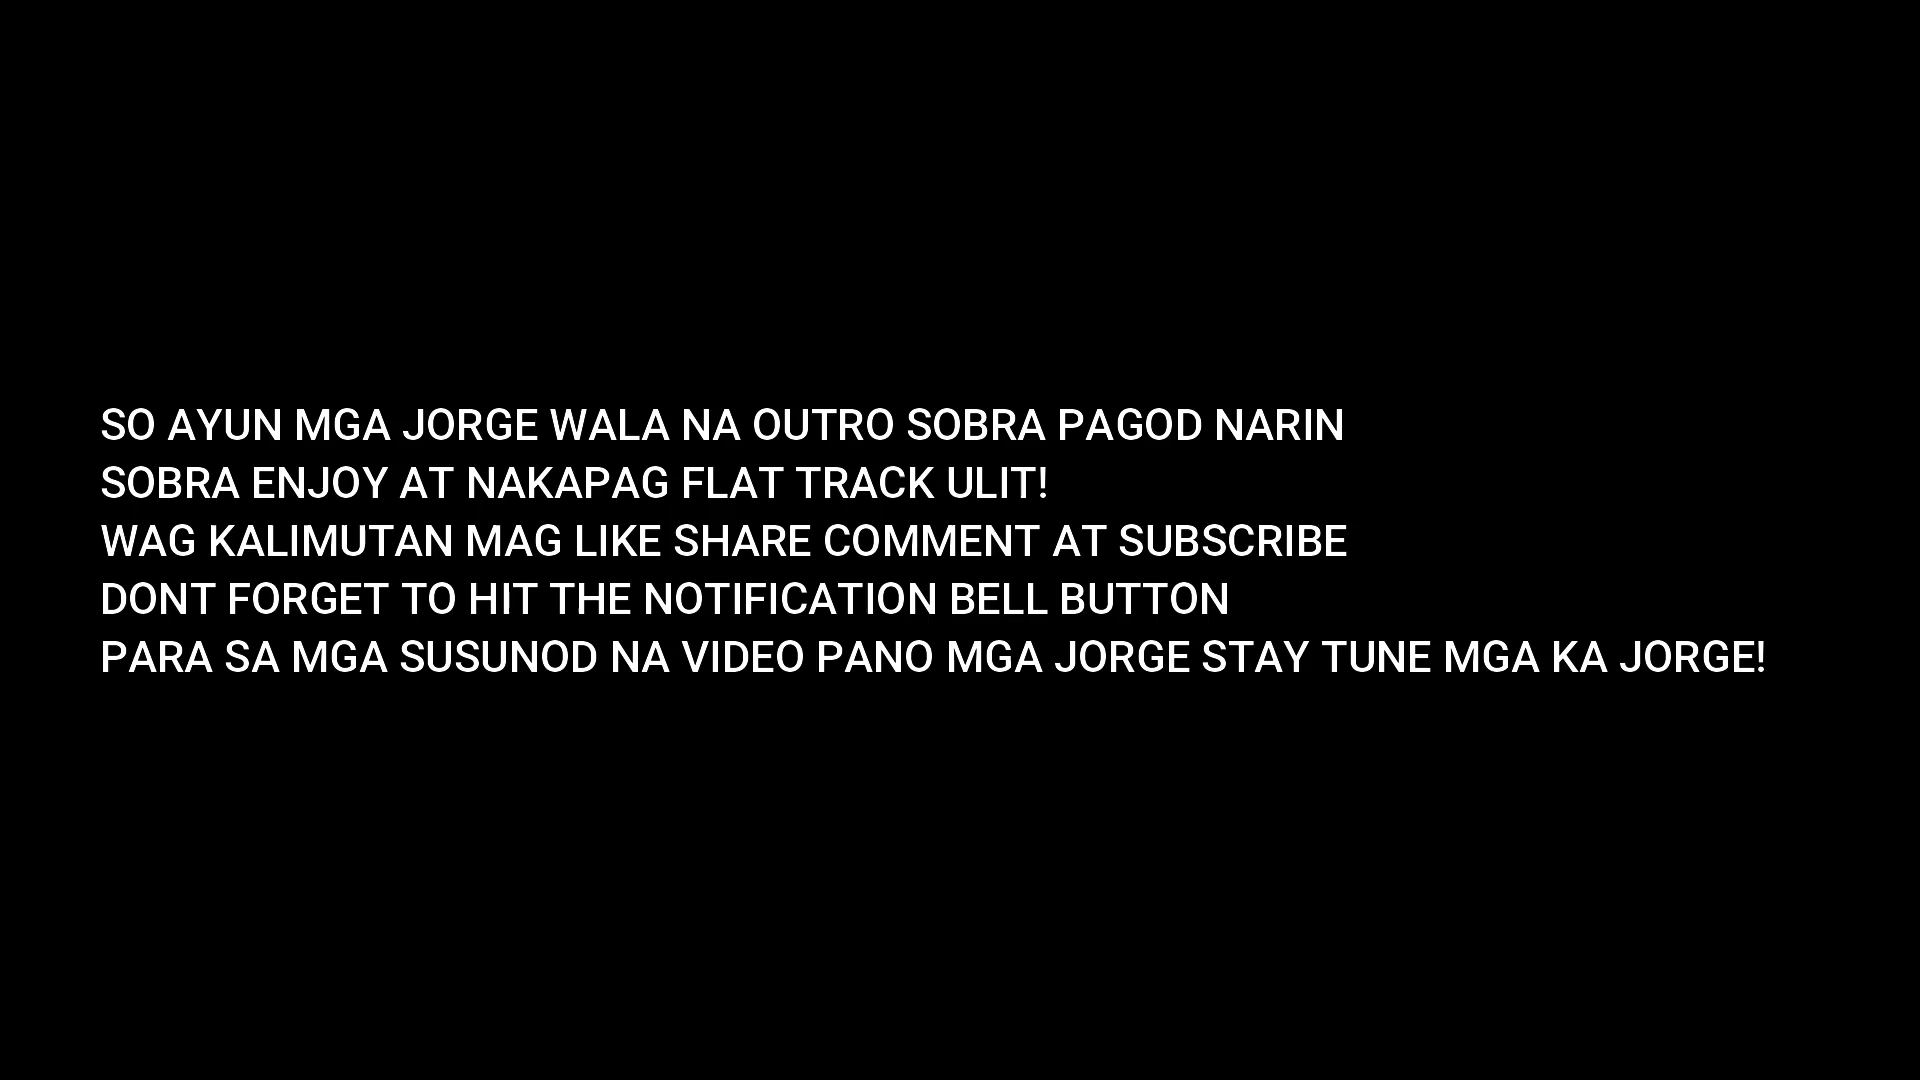 SO AYUN MGA JORGE WALA NA OUTRO SOBRA PAGOD NARIN
SOBRA ENJOY AT NAKAPAG FLAT TRACK ULIT!
WAG KALIMUTAN MAG LIKE SHARE COMMENT AT SUBSCRIBE
DONT FORGET TO HIT THE NOTIFICATION BELL BUTTON
PARA SA MGA SUSUNOD NA VIDEO PANO MGA JORGE STAY TUNE MGA KA JORGE!